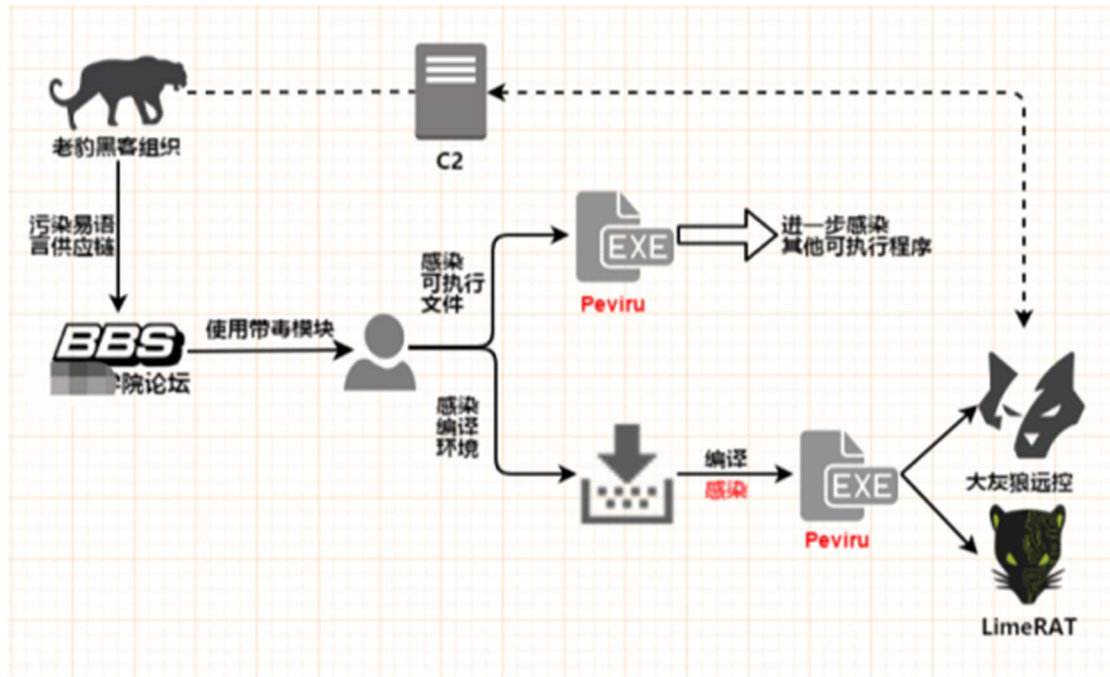 老豹黑客组织
C2
污染易语
言供应链
BBS
学院论坛
使用带毒模块
感染
可执行
文件
EXE
Peviru
进一步感染
其他可执行程序
感染
编译
环境
编译
感染
EXE
Peviru
大灰狼远控
LimeRAT